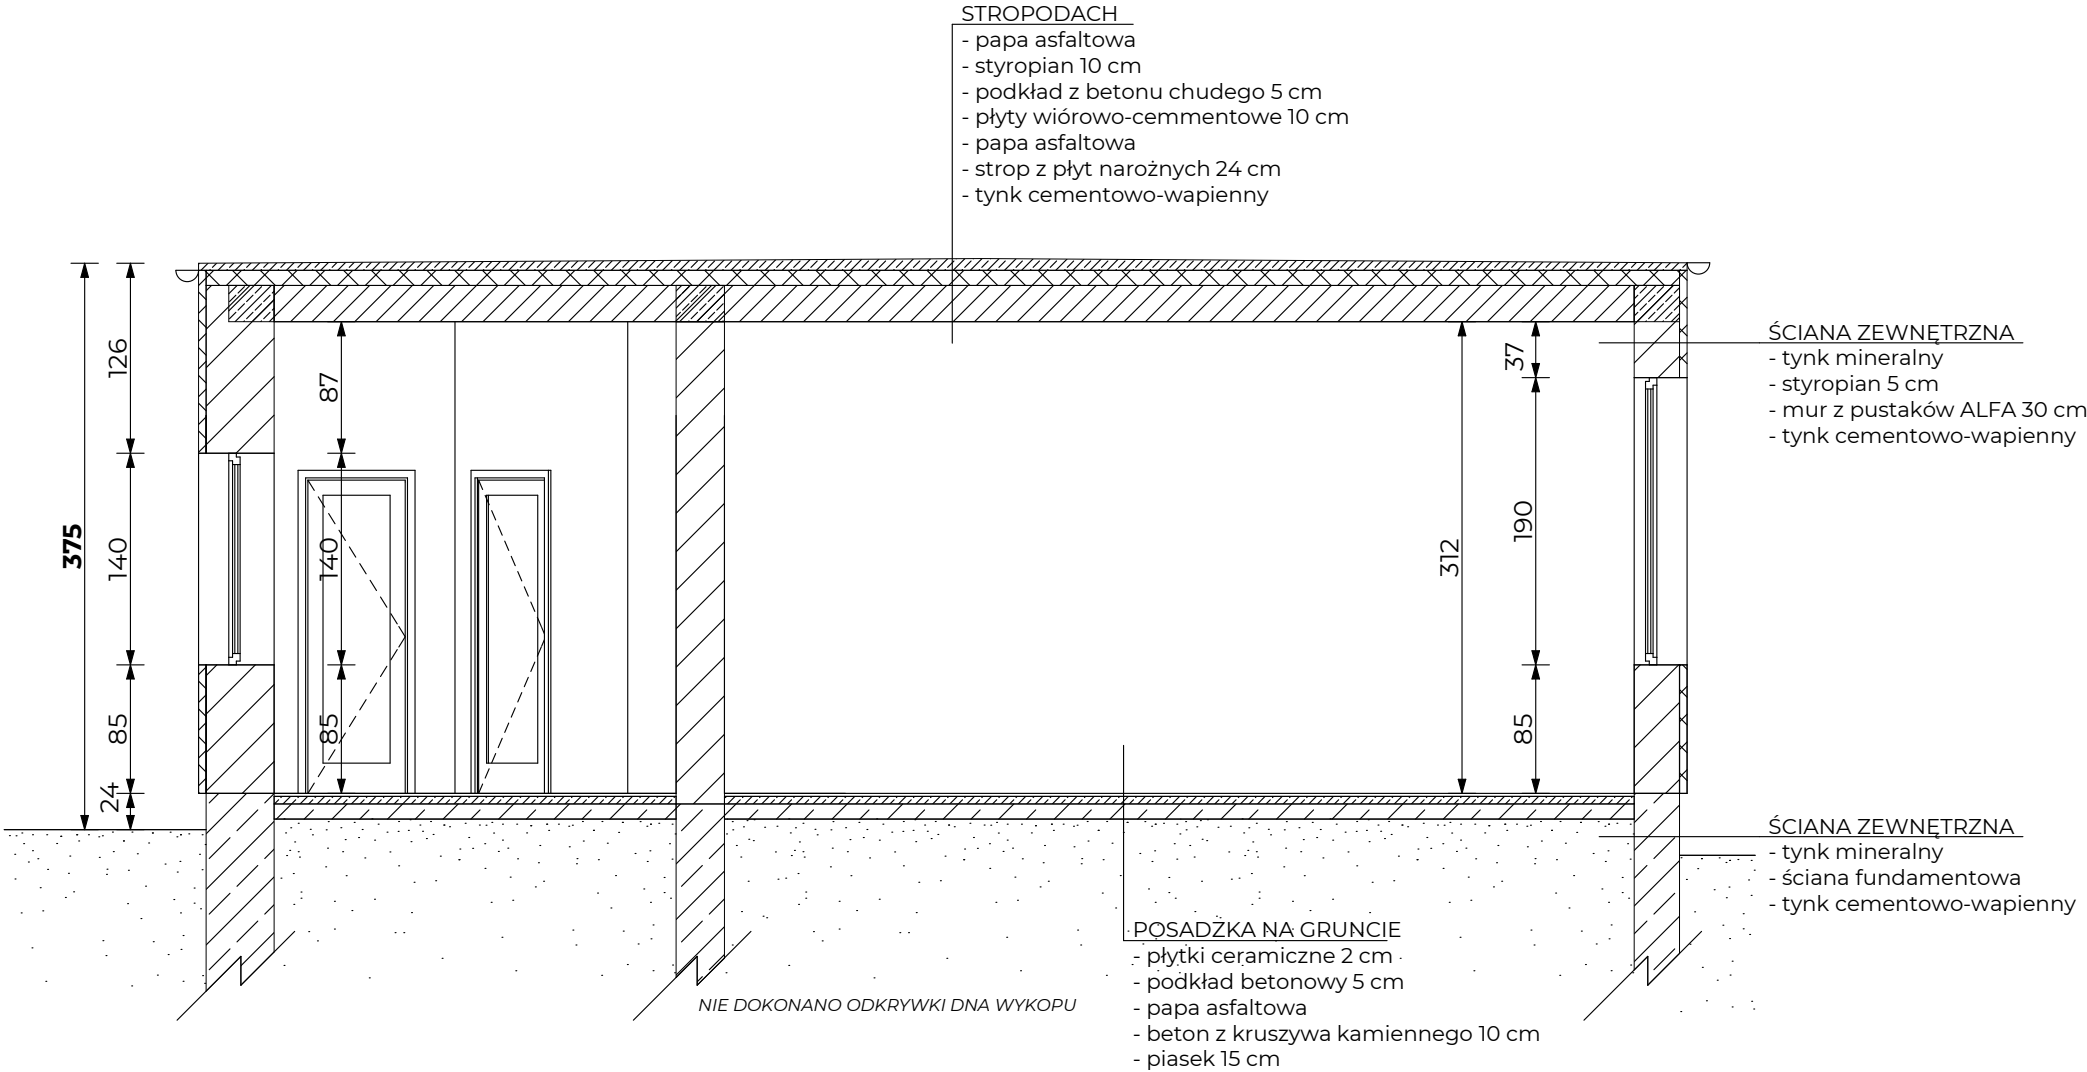 STROPODACH
- papa asfaltowa
- styropian 10 cm
- podkład z betonu chudego 5 cm
- płyty wiórowo-cemmentowe 10 cm
- papa asfaltowa
- strop z płyt narożnych 24 cm
- tynk cementowo-wapienny
375
126
140
85
24
87
140
85
312
37
190
85
ŚCIANA ZEWNĘTRZNA
- tynk mineralny
- styropian 5 cm
- mur z pustaków ALFA 30 cm
- tynk cementowo-wapienny
ŚCIANA ZEWNĘTRZNA
- tynk mineralny
- ściana fundamentowa
- tynk cementowo-wapienny
POSADZKA NA GRUNCIE
- płytki ceramiczne 2 cm
- podkład betonowy 5 cm
- papa asfaltowa
- beton z kruszywa kamiennego 10 cm
- piasek 15 cm
NIE DOKONANO ODKRYWKI DNA WYKOPU